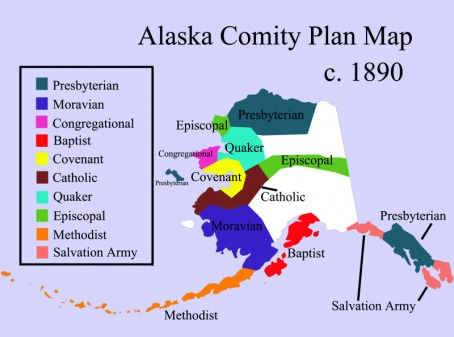 Alaska Comity Plan Map
c. 1890
Presbyterian
Moravian
Congregational
Baptist
Covenant
Catholic
Quaker
Episcopal
Methodist
Salvation Army
Presbyterian
Episcopal
Quaker
Congregational
Episcopal
Covenant
Presbyterian
Catholic
Presbyterian
Moravian
Baptist
Salvation Army
Methodist